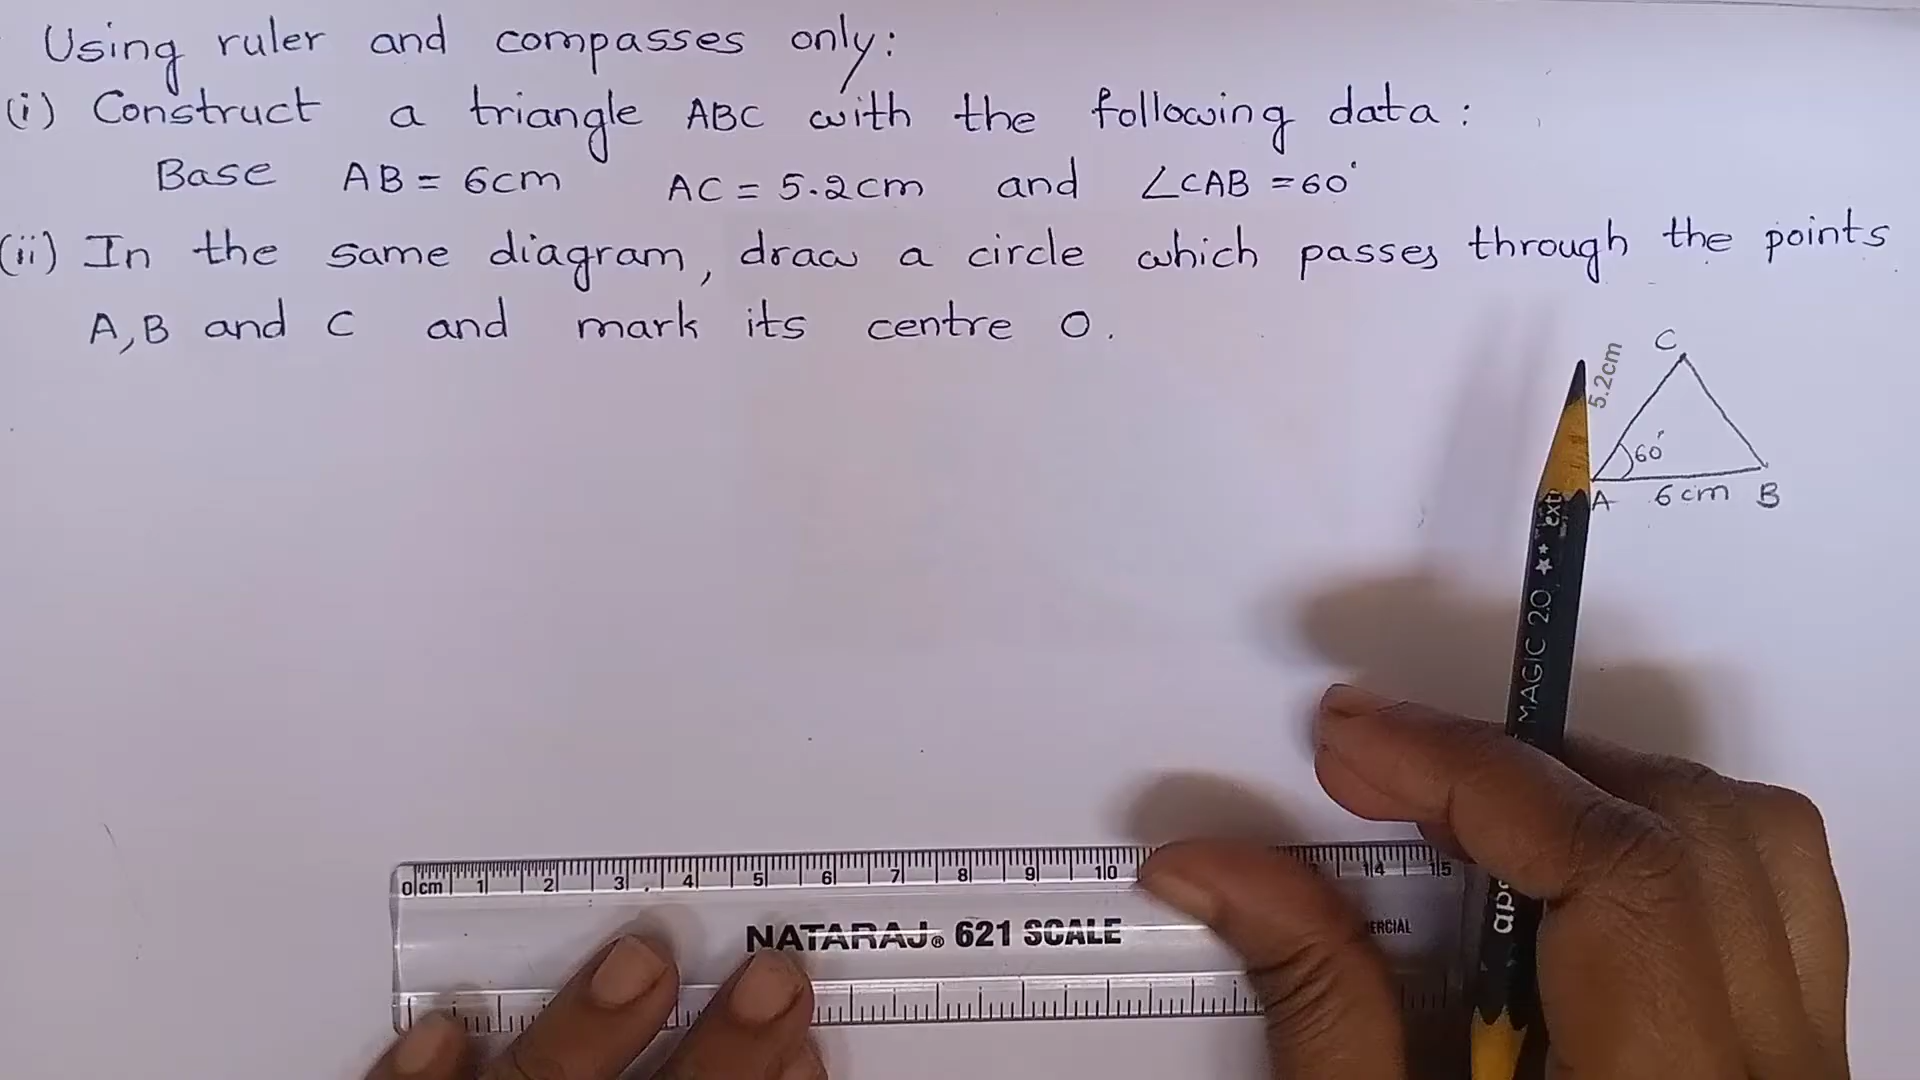 Using ruler and compasses only:
(i) Construct a triangle ABC with the following data:
Base AB = 6cm AC = 5.2cm and ∠CAB = 60°
(ii) In the same diagram, draw a circle which passes through the points
A, B and C and mark its centre O.
C
5.2cm
60°
A 6cm B
MAGIC 2.0
0 cm 1 2 3 4 5 6 7 8 9 10 14 15
NATARAJ® 621 SCALE